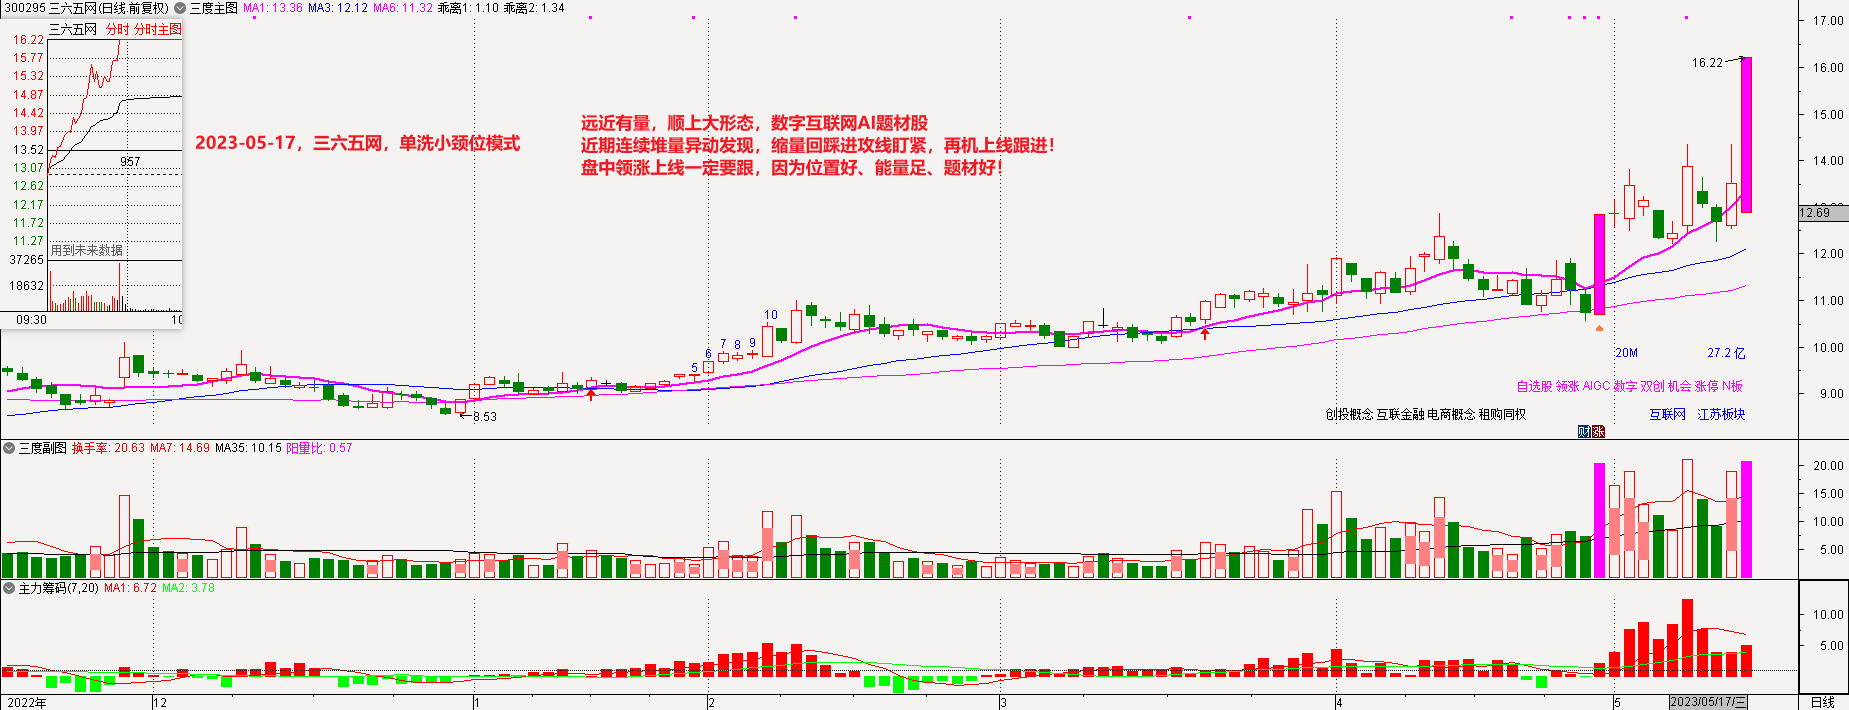 300295 三六五网(日线.前复权) 三度主图 MA1: 13.36 MA3: 12.12 MA6: 11.32 乖离1: 1.10 乖离2: 1.34
三六五网 分时 分时主图
16.22
15.77
15.32
14.87
14.42
13.97
13.52
13.07
12.62
12.17
11.72
11.27
957
用到未来数据
37265
18632
09:30 10
2023-05-17，三六五网，单洗小颈位模式
远近有量，顺上大形态，数字互联网AI题材股
近期连续堆量异动发现，缩量回踩进攻线盯紧，再机上线跟进！
盘中领涨上线一定要跟，因为位置好、能量足、题材好！
16.22
17.00
16.00
15.00
14.00
12.69
12.00
11.00
10.00
9.00
5 6 7 8 9 10
8.53
20M 27.2 亿
自选股 领涨 AIGC 数字 双创 机会 涨停 N板
创投概念 互联金融 电商概念 租购同权 互联网 江苏板块
财 涨
三度副图 换手率: 20.63 MA7: 14.69 MA35: 10.15 阳量比: 0.57
20.00
15.00
10.00
5.00
主力筹码(7,20) MA1: 6.72 MA2: 3.78
10.00
5.00
2022年 12 1 2 3 4 5 2023/05/17/三 日线